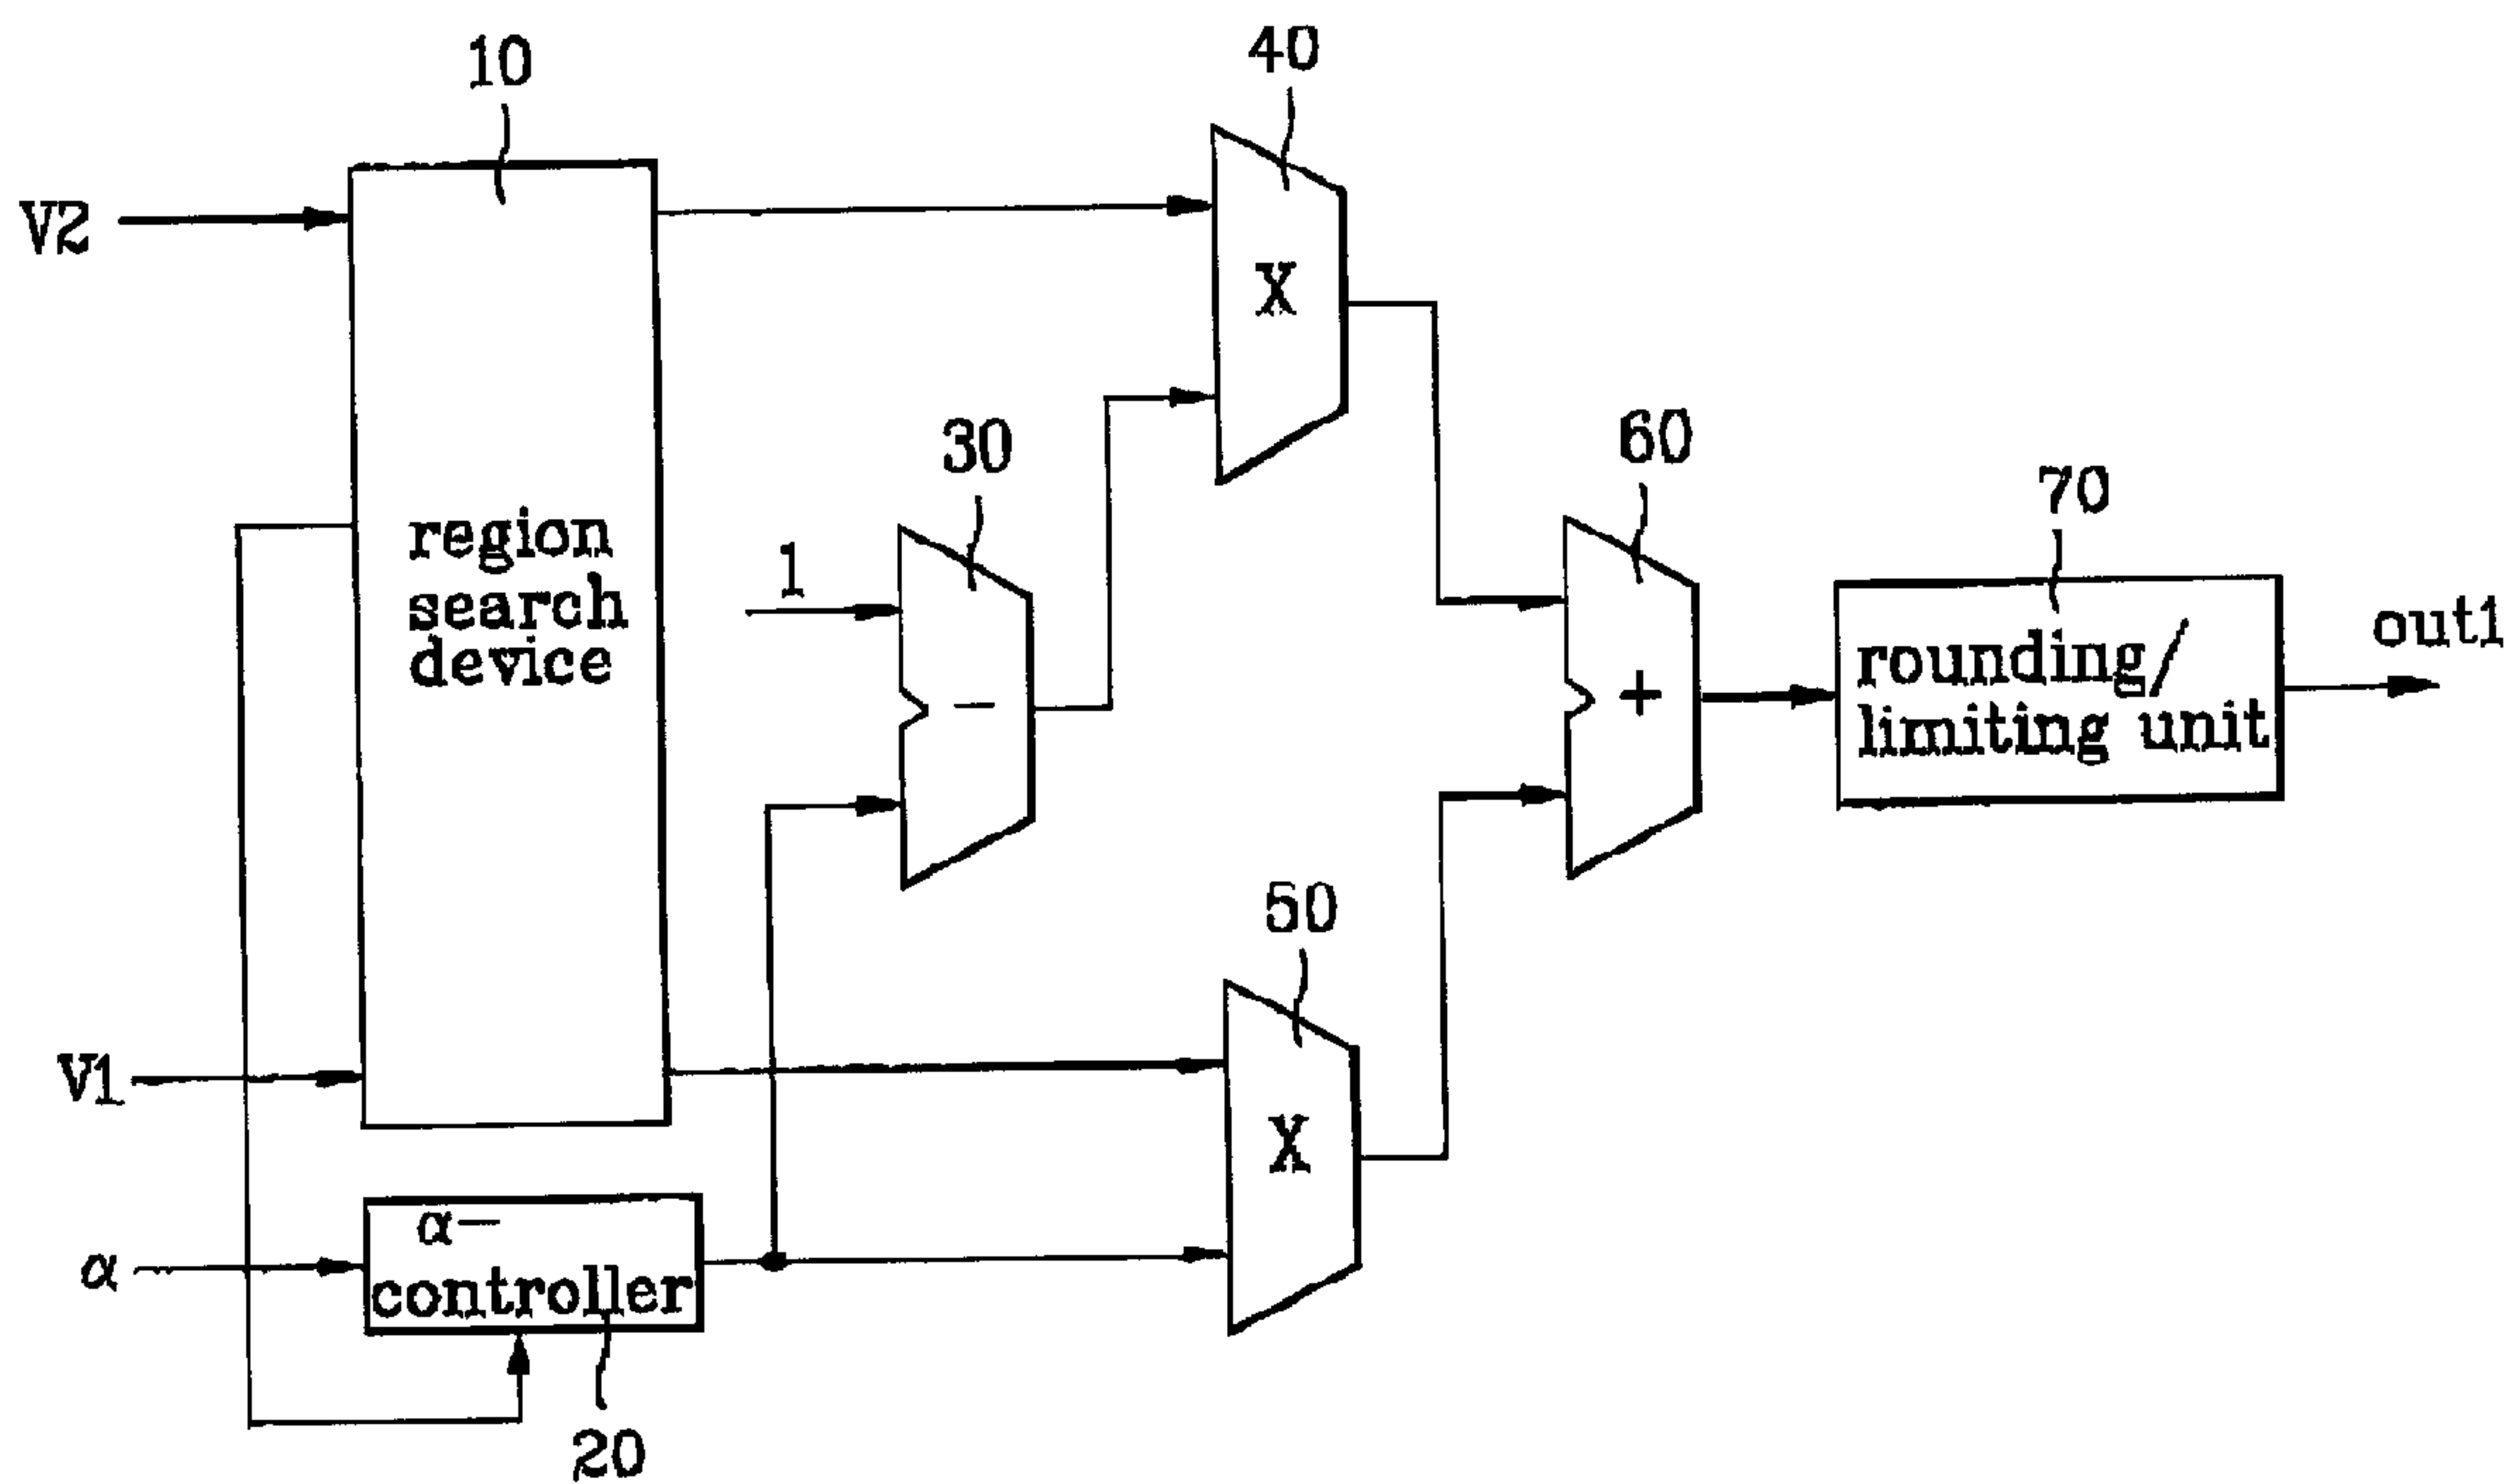 10
40
V2
X
30
60
70
region
search
device
1
−
+
rounding/
limiting unit
out1
50
V1
X
α
α−
controller
20